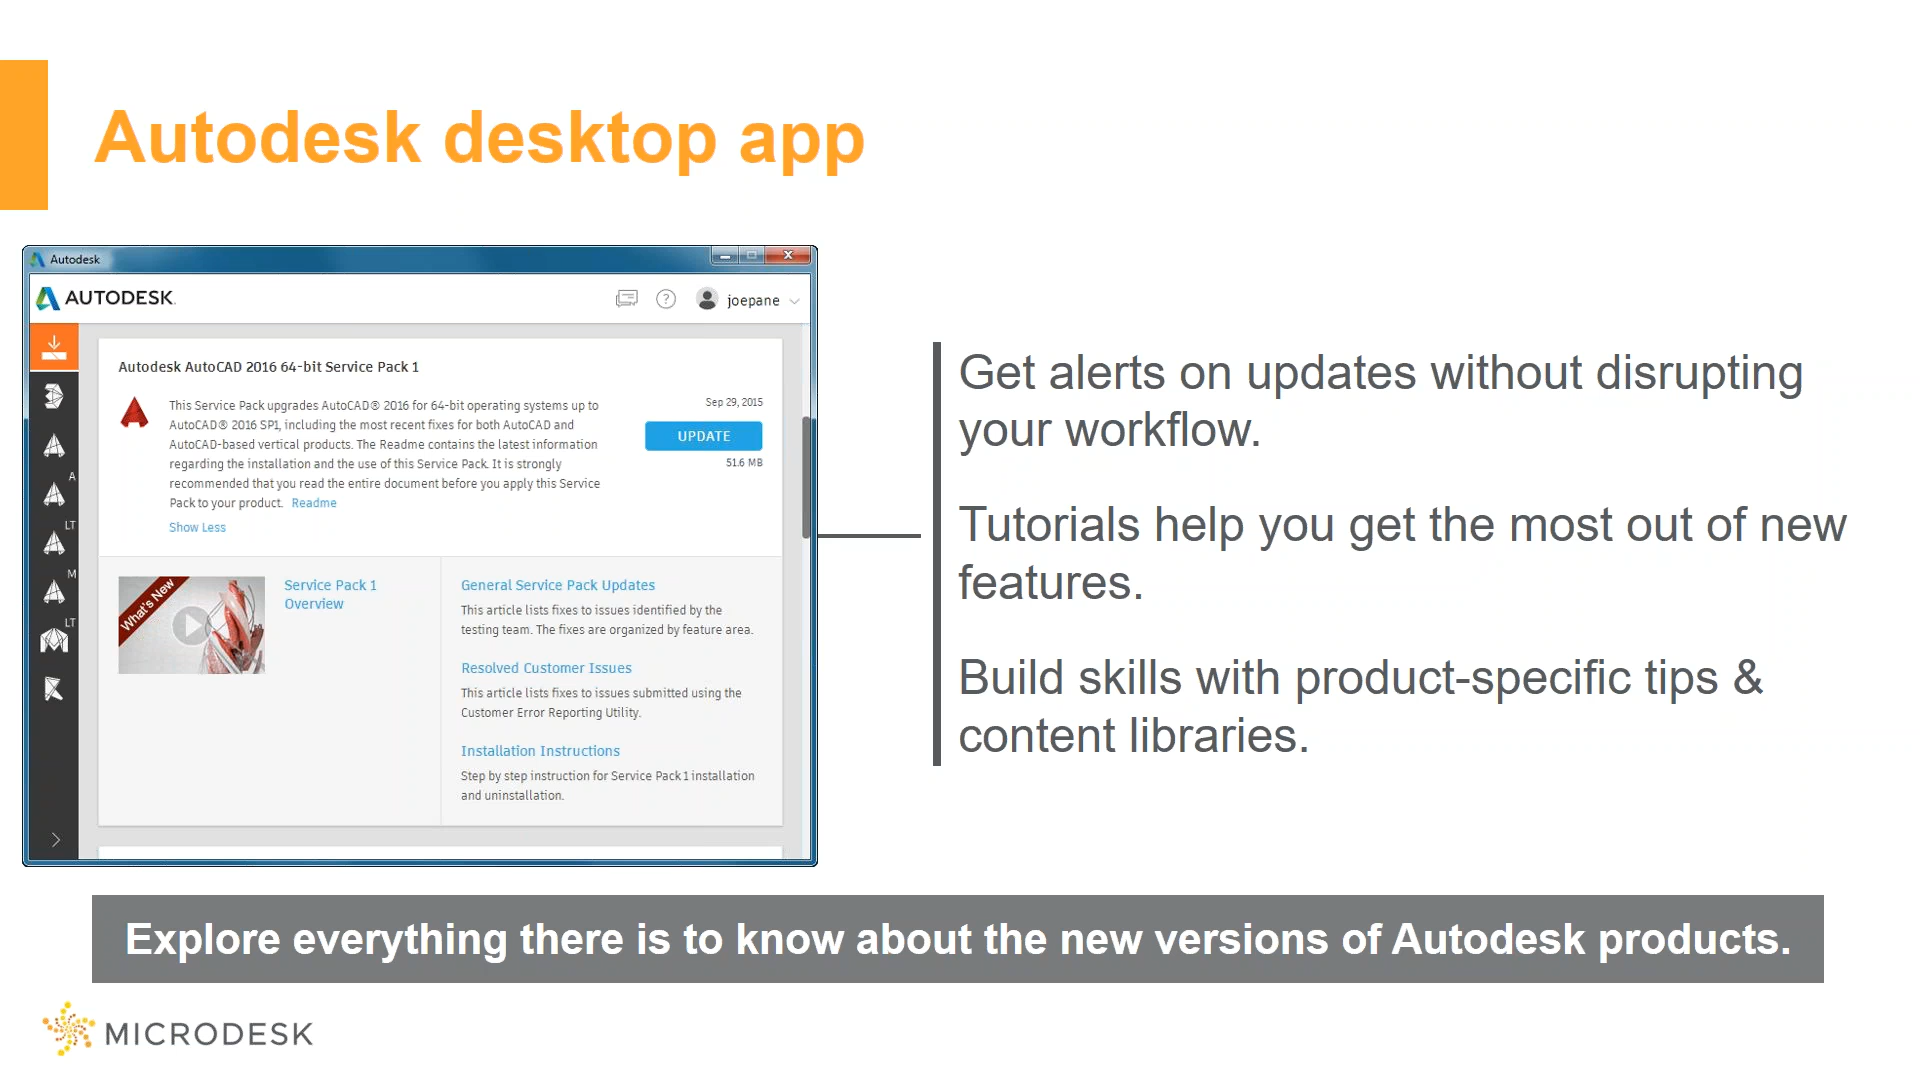 Autodesk desktop app
Autodesk
AUTODESK.
joepane
A
LT
M
LT
Autodesk AutoCAD 2016 64-bit Service Pack 1
This Service Pack upgrades AutoCAD® 2016 for 64-bit operating systems up to
AutoCAD® 2016 SP1, including the most recent fixes for both AutoCAD and
AutoCAD-based vertical products. The Readme contains the latest information
regarding the installation and the use of this Service Pack. It is strongly
recommended that you read the entire document before you apply this Service
Pack to your product. Readme
Show Less
Sep 29, 2015
UPDATE
51.6 MB
What's New
Service Pack 1
Overview
General Service Pack Updates
This article lists fixes to issues identified by the
testing team. The fixes are organized by feature area.
Resolved Customer Issues
This article lists fixes to issues submitted using the
Customer Error Reporting Utility.
Installation Instructions
Step by step instruction for Service Pack 1 installation
and uninstallation.
Get alerts on updates without disrupting
your workflow.
Tutorials help you get the most out of new
features.
Build skills with product-specific tips &
content libraries.
Explore everything there is to know about the new versions of Autodesk products.
MICRODESK